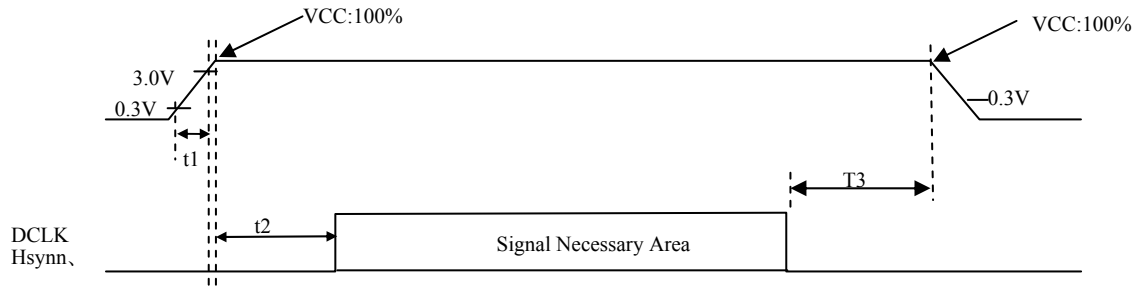 VCC:100%
VCC:100%
3.0V
0.3V
0.3V
t1
T3
t2
Signal Necessary Area
DCLK
Hsynn、